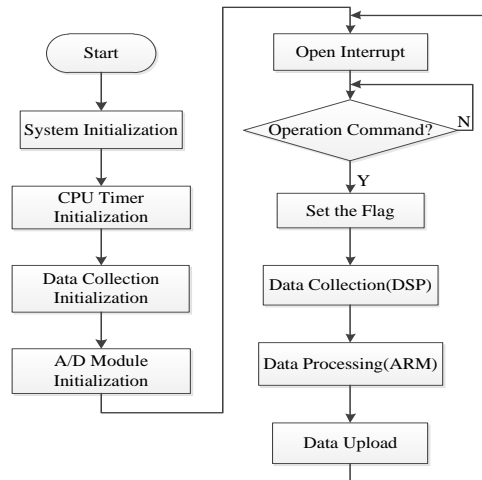 Start
System Initialization
CPU Timer
Initialization
Data Collection
Initialization
A/D Module
Initialization
Open Interrupt
Operation Command?
N
Y
Set the Flag
Data Collection(DSP)
Data Processing(ARM)
Data Upload